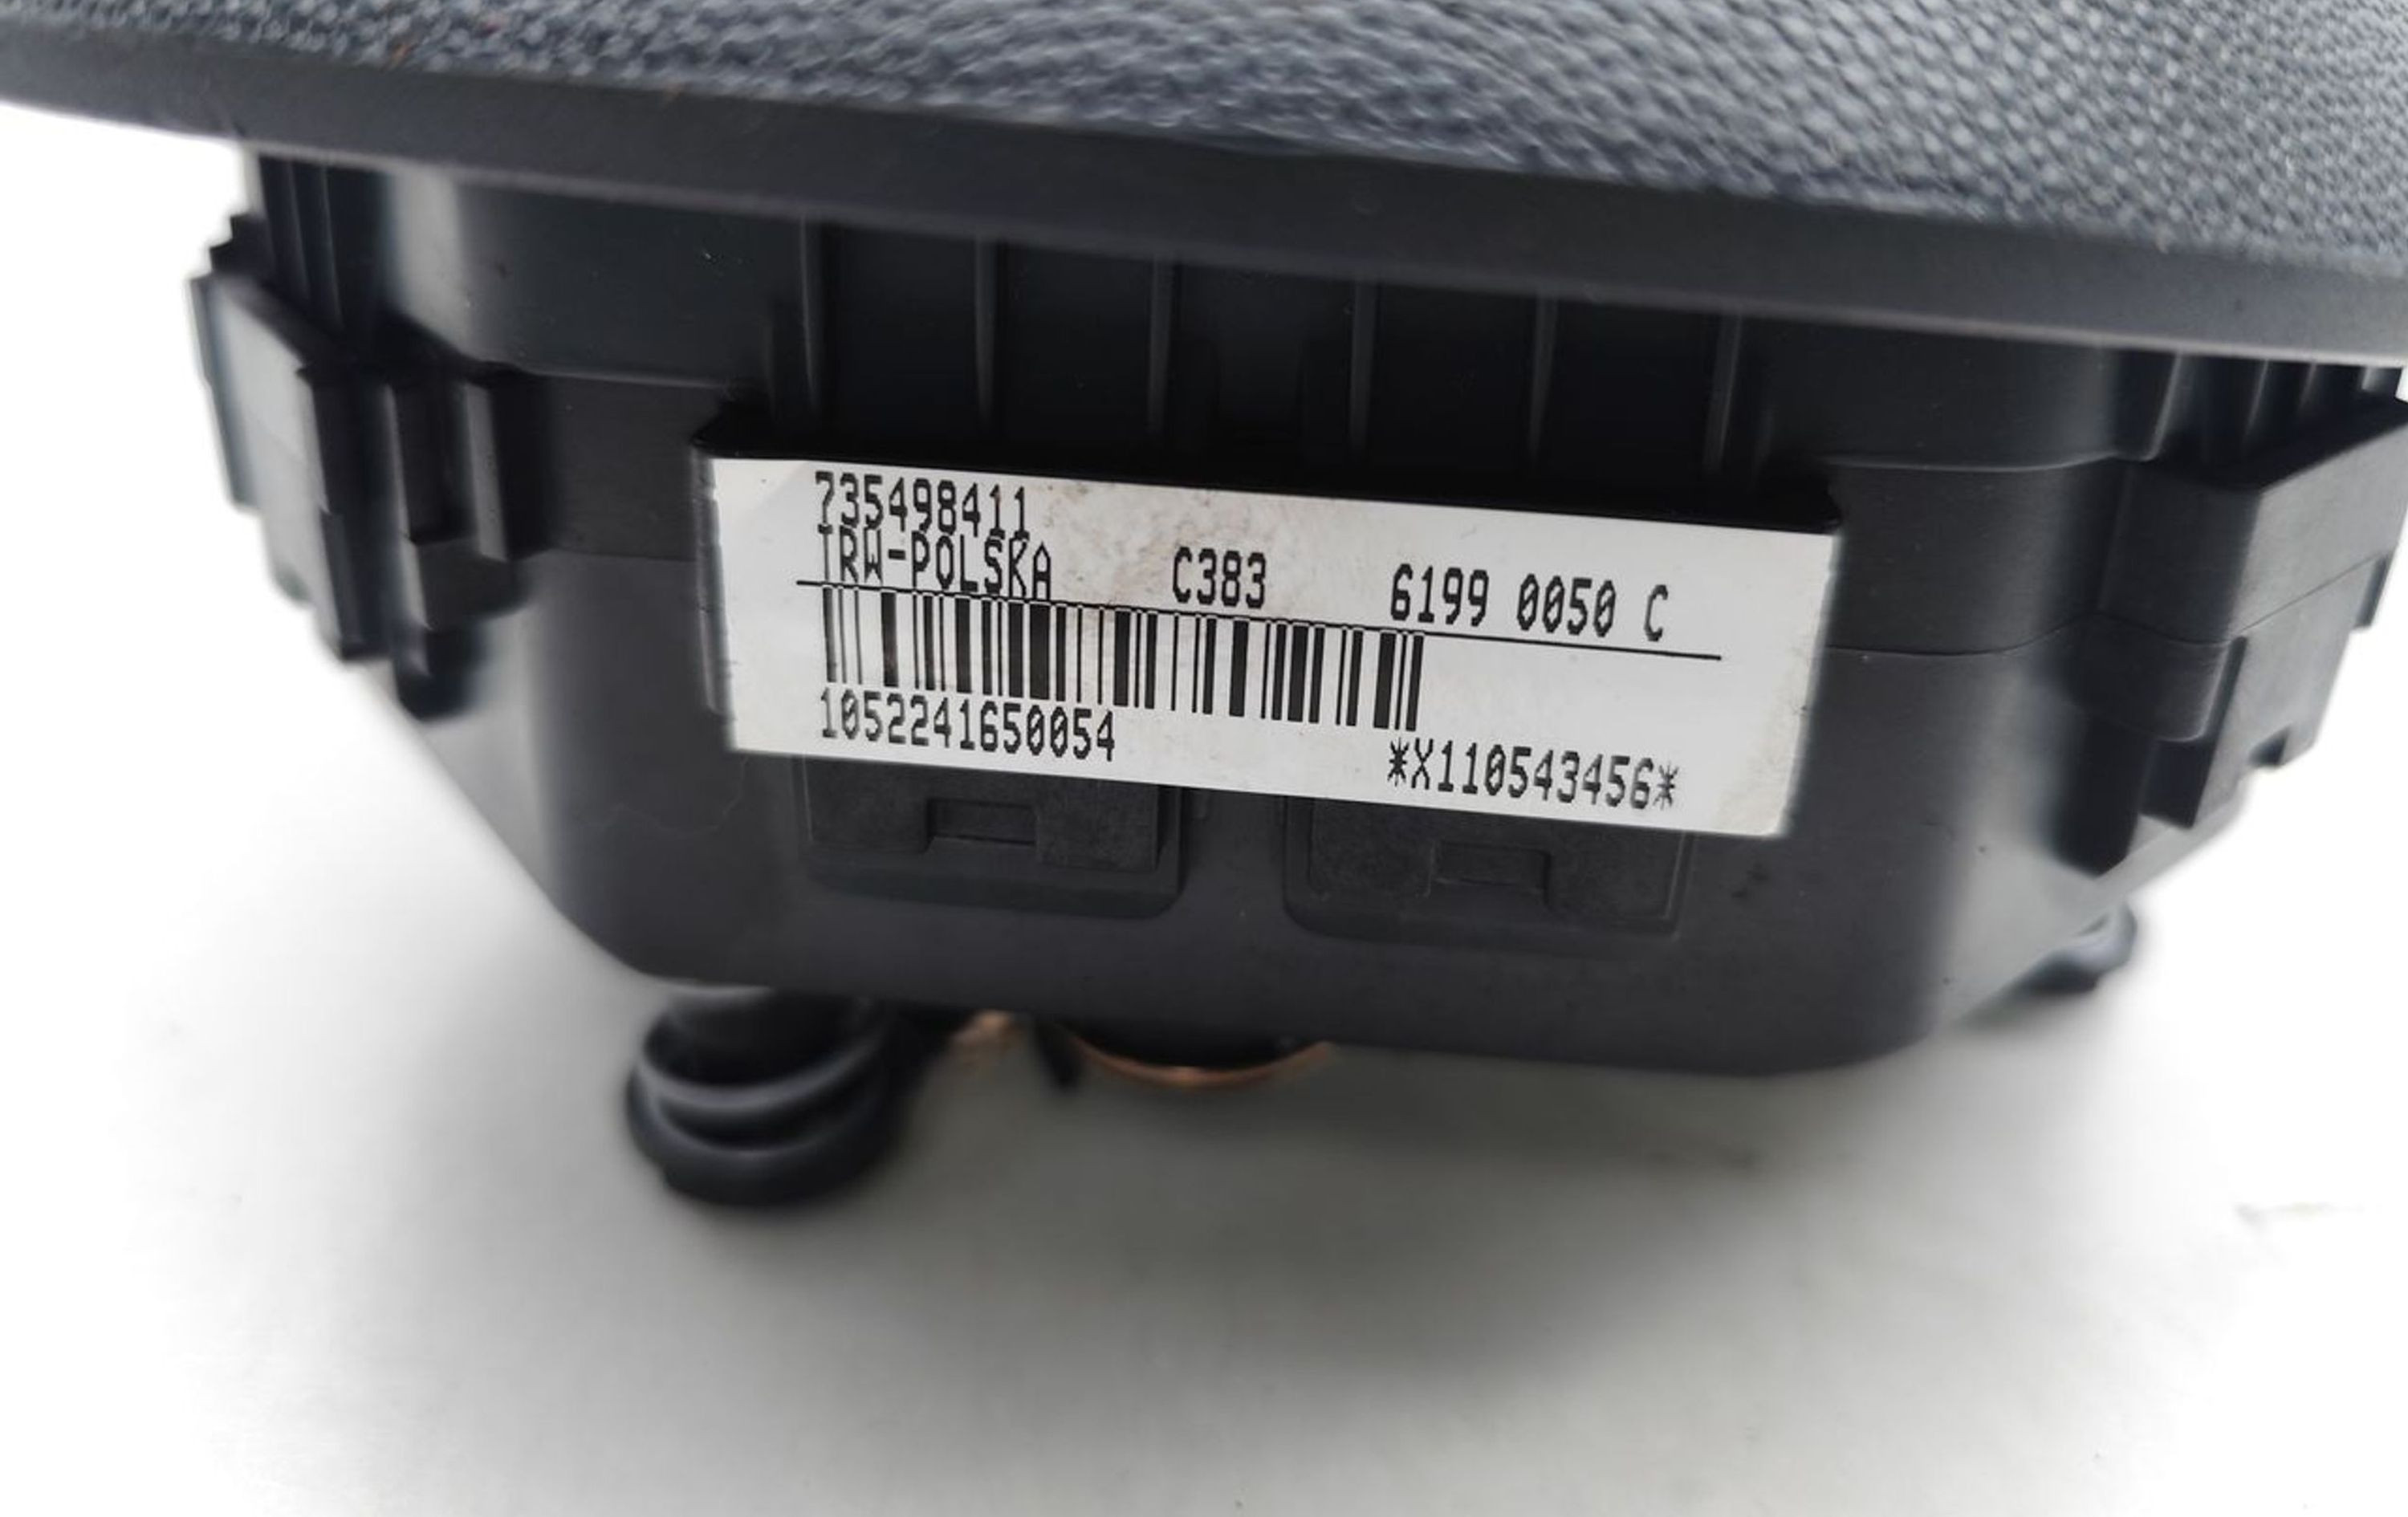 735498411
TRW-POLSKA C383 6199 0050 C
1052241650054 *X110543456*